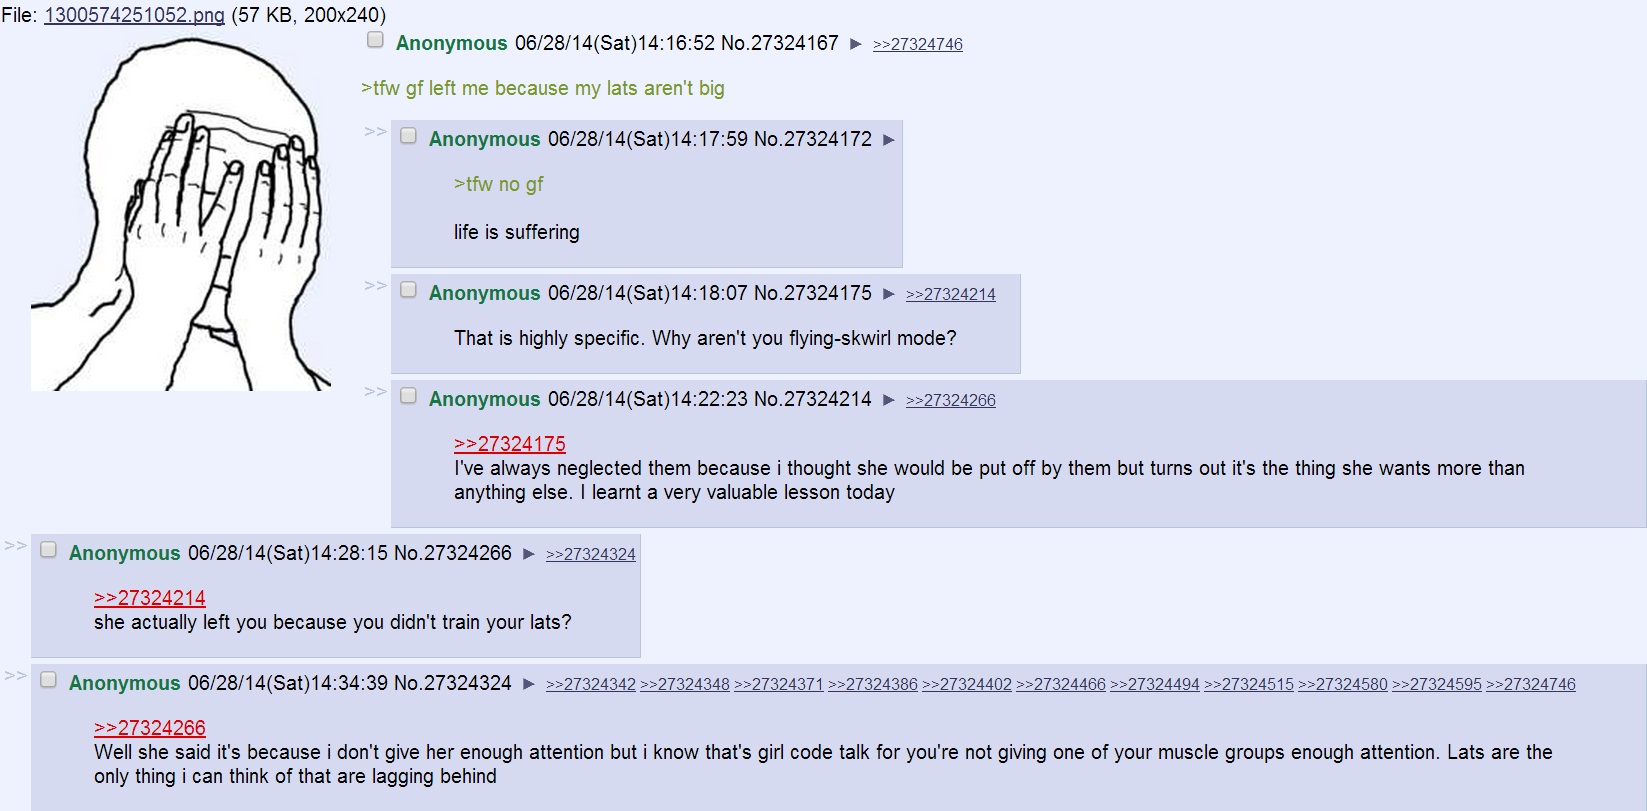 File: 1300574251052.png (57 KB, 200x240)
Anonymous 06/28/14(Sat)14:16:52 No.27324167 ▶ >>27324746
>tfw gf left me because my lats aren't big
>> Anonymous 06/28/14(Sat)14:17:59 No.27324172 ▶
>tfw no gf
life is suffering
>> Anonymous 06/28/14(Sat)14:18:07 No.27324175 ▶ >>27324214
That is highly specific. Why aren't you flying-skwirl mode?
>> Anonymous 06/28/14(Sat)14:22:23 No.27324214 ▶ >>27324266
>>27324175
I've always neglected them because i thought she would be put off by them but turns out it's the thing she wants more than
anything else. I learnt a very valuable lesson today
>> Anonymous 06/28/14(Sat)14:28:15 No.27324266 ▶ >>27324324
>>27324214
she actually left you because you didn't train your lats?
>> Anonymous 06/28/14(Sat)14:34:39 No.27324324 ▶ >>27324342 >>27324348 >>27324371 >>27324386 >>27324402 >>27324466 >>27324494 >>27324515 >>27324580 >>27324595 >>27324746
>>27324266
Well she said it's because i don't give her enough attention but i know that's girl code talk for you're not giving one of your muscle groups enough attention. Lats are the
only thing i can think of that are lagging behind